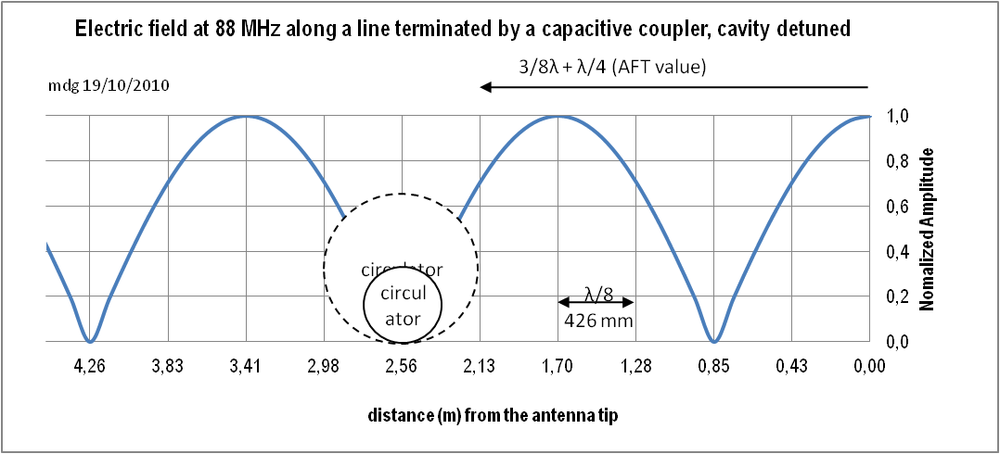 Electric field at 88 MHz along a line terminated by a capacitive coupler, cavity detuned
3/8λ + λ/4 (AFT value)
mdg 19/10/2010
1,0
0,8
0,6
0,4
0,2
0,0
Nomalized Amplitude
circulator
circul
ator
λ/8
426 mm
4,26 3,83 3,41 2,98 2,56 2,13 1,70 1,28 0,85 0,43 0,00
distance (m) from the antenna tip